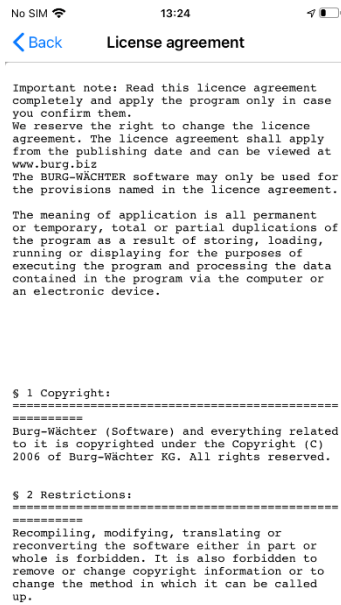 No SIM 13:24
Back License agreement
Important note: Read this licence agreement
completely and apply the program only in case
you confirm them.
We reserve the right to change the licence
agreement. The licence agreement shall apply
from the publishing date and can be viewed at
www.burg.biz
The BURG-WÄCHTER software may only be used for
the provisions named in the licence agreement.
The meaning of application is all permanent
or temporary, total or partial duplications of
the program as a result of storing, loading,
running or displaying for the purposes of
executing the program and processing the data
contained in the program via the computer or
an electronic device.
§ 1 Copyright:
==============================================
==========
Burg-Wächter (Software) and everything related
to it is copyrighted under the Copyright (C)
2006 of Burg-Wächter KG. All rights reserved.
§ 2 Restrictions:
==============================================
==========
Recompiling, modifying, translating or
reconverting the software either in part or
whole is forbidden. It is also forbidden to
remove or change copyright information or to
change the method in which it can be called
up.